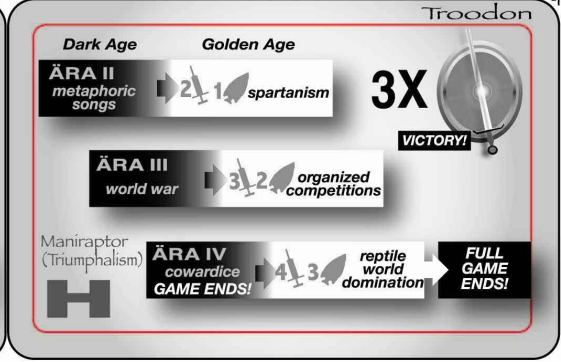 Troodon
Dark Age Golden Age
ÄRA II
metaphoric
songs
2 1 spartanism
3X
VICTORY!
ÄRA III
world war
3 2 organized
competitions
Maniraptor
(Triumphalism)
ÄRA IV
cowardice
GAME ENDS!
4 3 reptile
world
domination
FULL
GAME
ENDS!